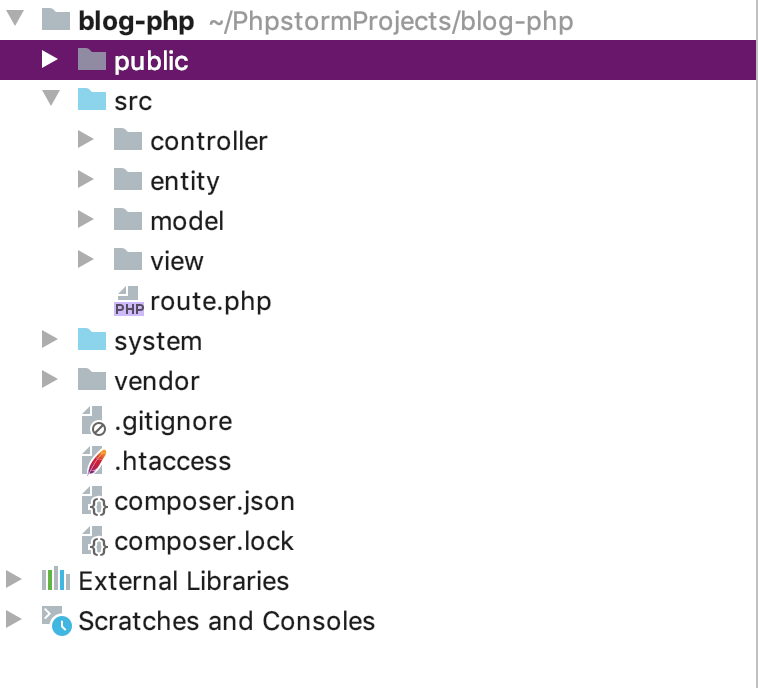 blog-php ~/PhpstormProjects/blog-php
public
src
controller
entity
model
view
PHP route.php
system
vendor
.gitignore
.htaccess
composer.json
composer.lock
External Libraries
Scratches and Consoles